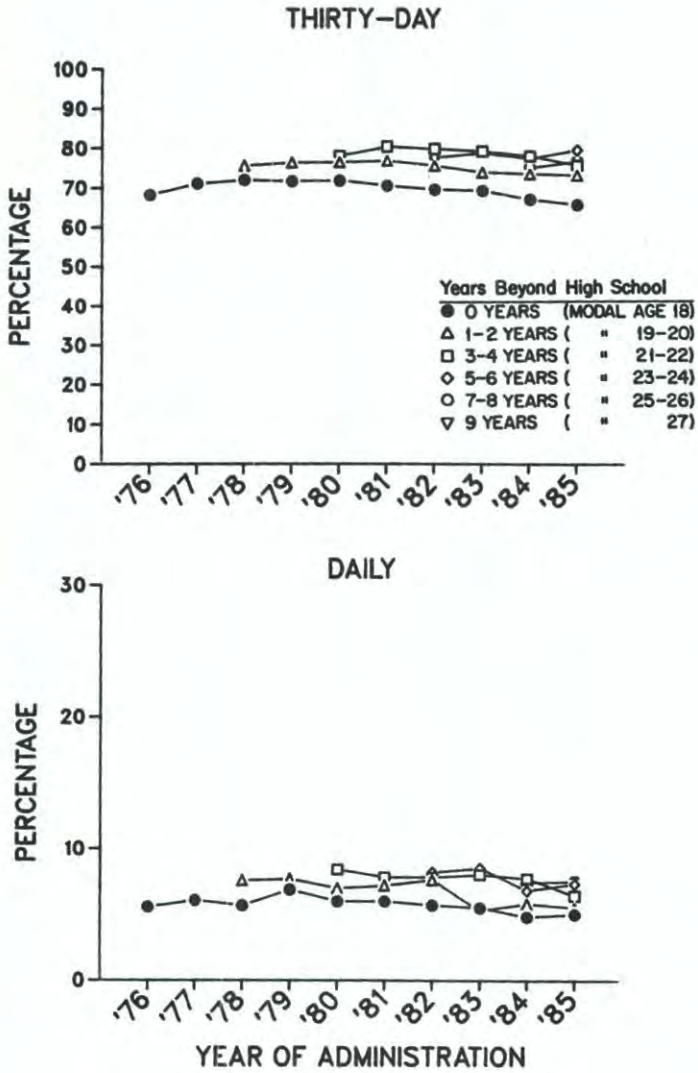 THIRTY-DAY
PERCENTAGE
100
90
80
70
60
50
40
30
20
10
0
Years Beyond High School
● 0 YEARS (MODAL AGE 18)
△ 1-2 YEARS ( " 19-20)
□ 3-4 YEARS ( " 21-22)
◇ 5-6 YEARS ( " 23-24)
○ 7-8 YEARS ( " 25-26)
▽ 9 YEARS ( " 27)
'76 '77 '78 '79 '80 '81 '82 '83 '84 '85
DAILY
PERCENTAGE
30
20
10
0
'76 '77 '78 '79 '80 '81 '82 '83 '84 '85
YEAR OF ADMINISTRATION